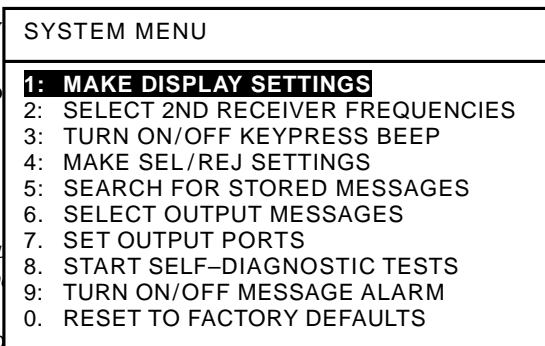 SYSTEM MENU
1: MAKE DISPLAY SETTINGS
2: SELECT 2ND RECEIVER FREQUENCIES
3: TURN ON/OFF KEYPRESS BEEP
4: MAKE SEL/REJ SETTINGS
5: SEARCH FOR STORED MESSAGES
6. SELECT OUTPUT MESSAGES
7. SET OUTPUT PORTS
8. START SELF–DIAGNOSTIC TESTS
9: TURN ON/OFF MESSAGE ALARM
0. RESET TO FACTORY DEFAULTS